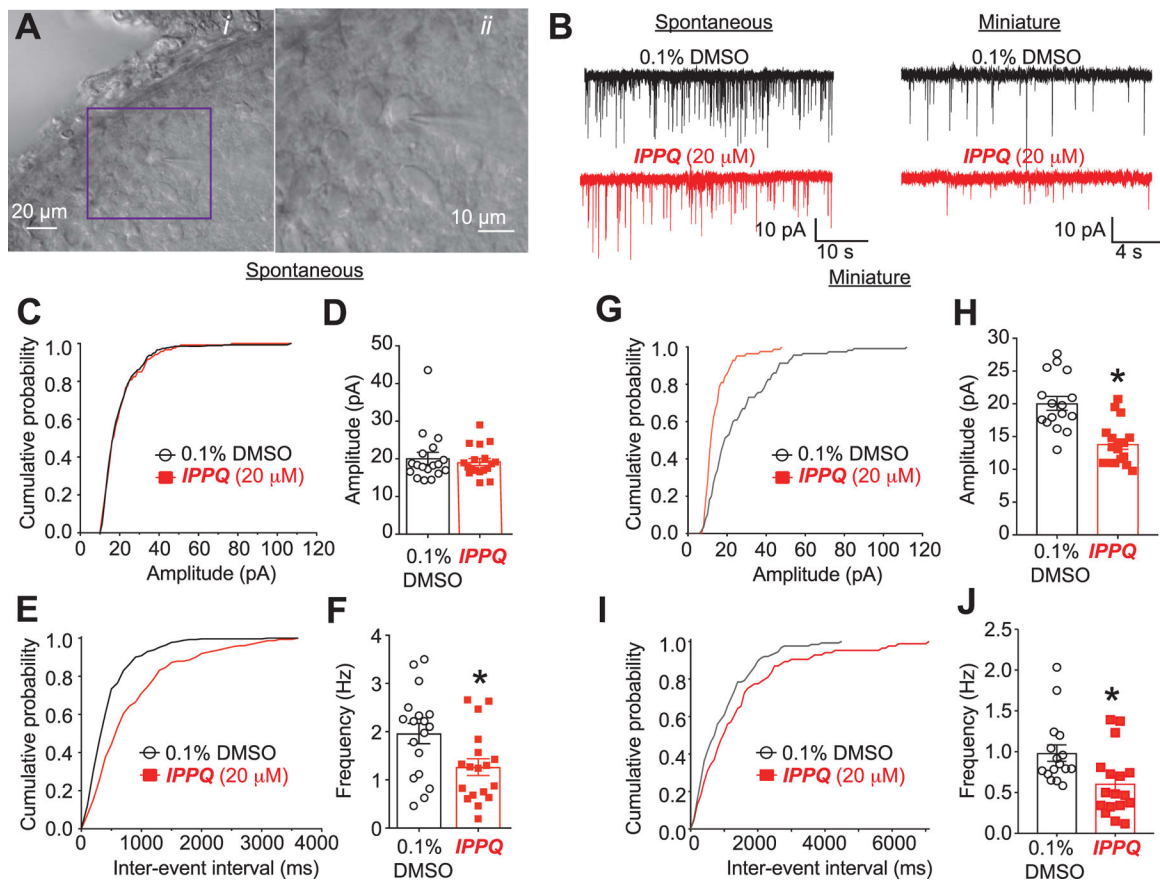 A
i
ii
20 µm
10 µm
B
Spontaneous
Miniature
0.1% DMSO
0.1% DMSO
IPPQ (20 µM)
IPPQ (20 µM)
10 pA
10 s
10 pA
4 s
Spontaneous
Miniature
C
Cumulative probability
1.0
0.8
0.6
0.4
0.2
0.0
0.1% DMSO
IPPQ (20 µM)
20 40 60 80 100 120
Amplitude (pA)
D
Amplitude (pA)
50
40
30
20
10
0
0.1%
DMSO
IPPQ
G
Cumulative probability
1.0
0.8
0.6
0.4
0.2
0.0
0.1% DMSO
IPPQ (20 µM)
0 20 40 60 80 100 120
Amplitude (pA)
H
Amplitude (pA)
30
25
20
15
10
5
0
*
0.1%
DMSO
IPPQ
E
Cumulative probability
1.0
0.8
0.6
0.4
0.2
0.0
0.1% DMSO
IPPQ (20 µM)
0 1000 2000 3000 4000
Inter-event interval (ms)
F
Frequency (Hz)
4
3
2
1
0
*
0.1%
DMSO
IPPQ
I
Cumulative probability
1.0
0.8
0.6
0.4
0.2
0.0
0.1% DMSO
IPPQ (20 µM)
0 2000 4000 6000
Inter-event interval (ms)
J
Frequency (Hz)
2.5
2.0
1.5
1.0
0.5
0.0
*
0.1%
DMSO
IPPQ